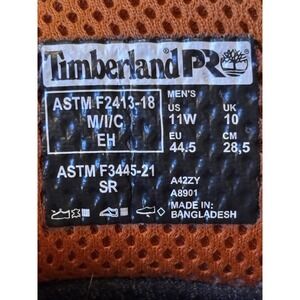 Timberland PRO
ASTM F2413-18
M/I/C
EH
ASTM F3445-21
SR
MEN'S
US UK
11W 10
EU CM
44.5 28,5
A42ZY
A8901
MADE IN:
BANGLADESH